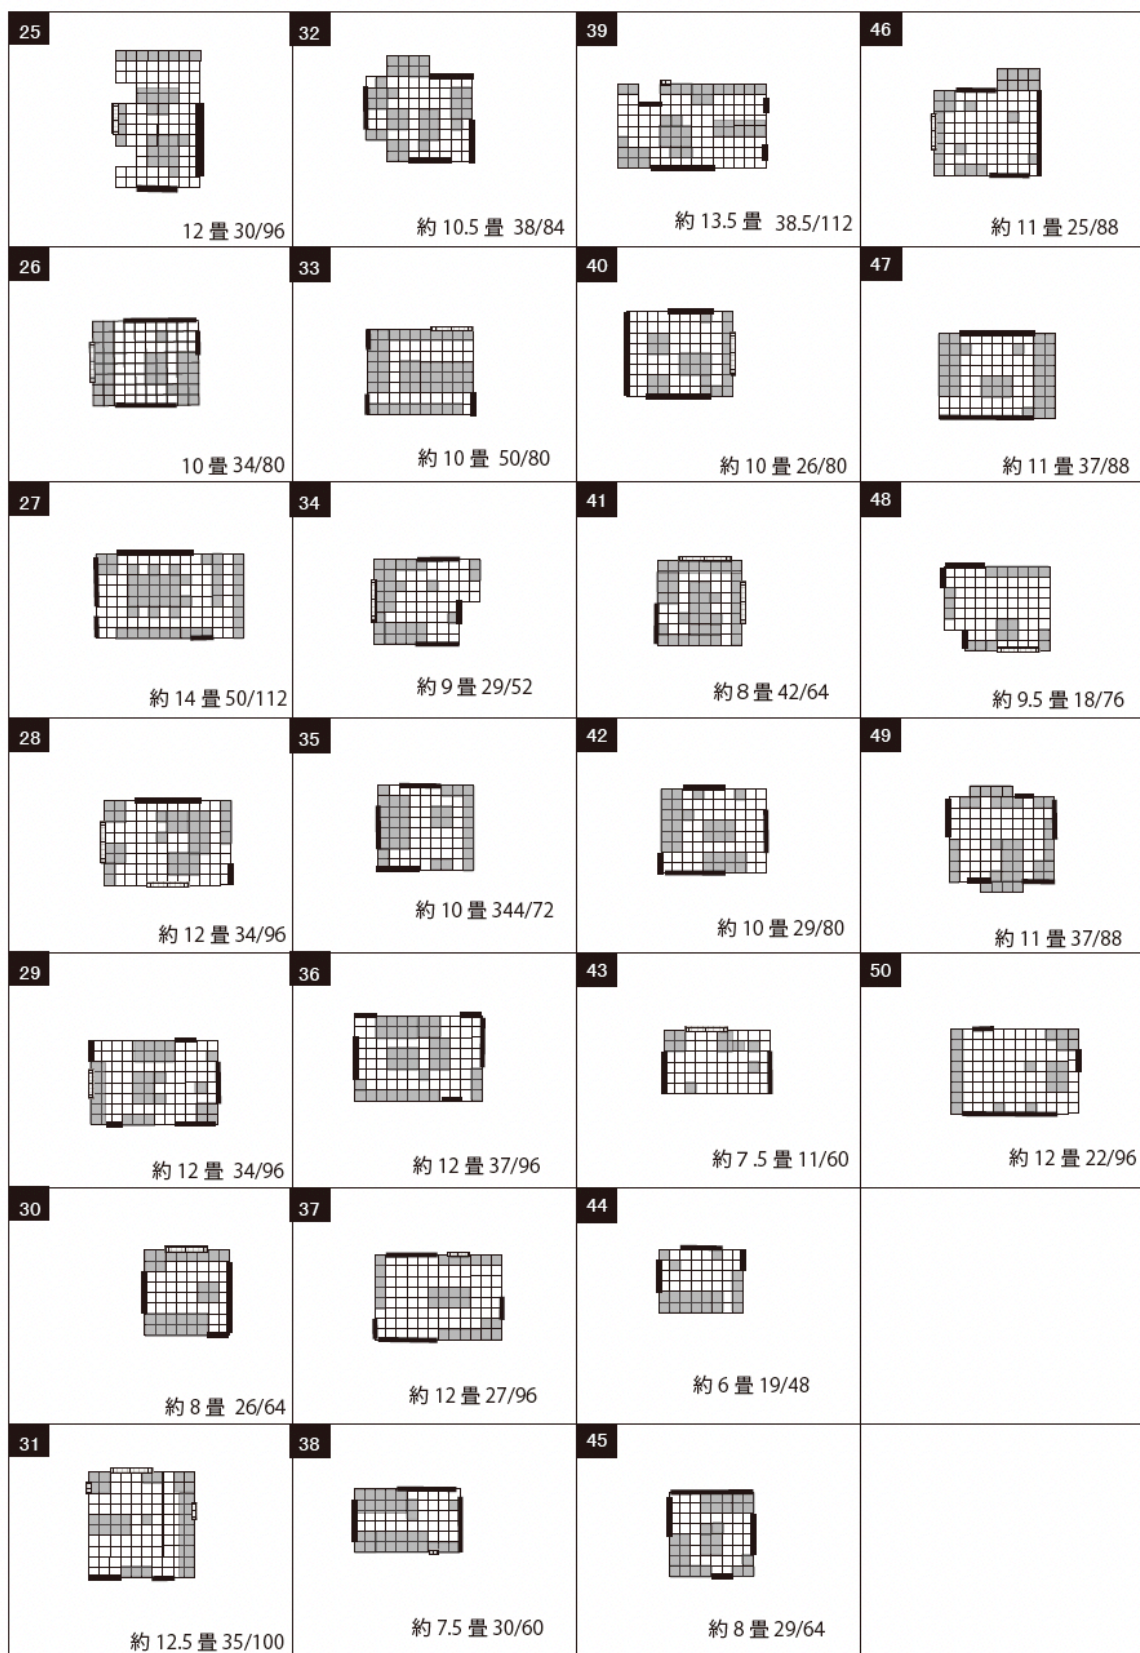 25
12 畳 30/96
32
約 10.5 畳 38/84
39
約 13.5 畳 38.5/112
46
約 11 畳 25/88
26
10 畳 34/80
33
約 10 畳 50/80
40
約 10 畳 26/80
47
約 11 畳 37/88
27
約 14 畳 50/112
34
約 9 畳 29/52
41
約 8 畳 42/64
48
約 9.5 畳 18/76
28
約 12 畳 34/96
35
約 10 畳 344/72
42
約 10 畳 29/80
49
約 11 畳 37/88
29
約 12 畳 34/96
36
約 12 畳 37/96
43
約 7 .5 畳 11/60
50
約 12 畳 22/96
30
約 8 畳 26/64
37
約 12 畳 27/96
44
約 6 畳 19/48
31
約 12.5 畳 35/100
38
約 7.5 畳 30/60
45
約 8 畳 29/64